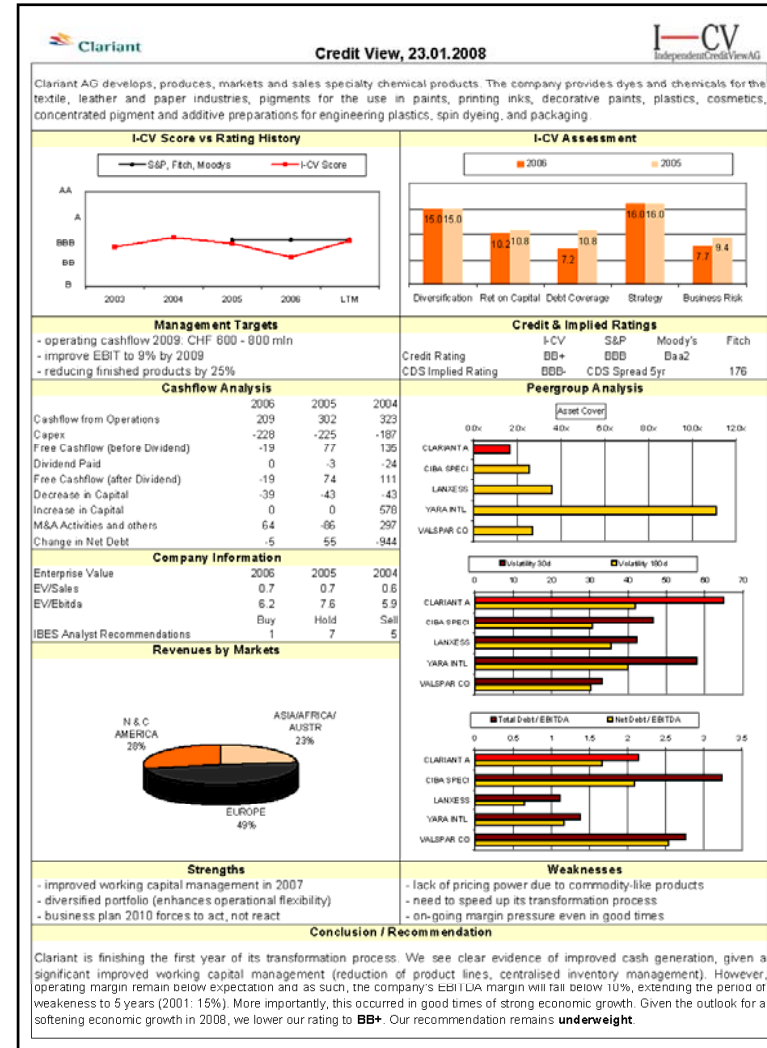 Clariant
Credit View, 23.01.2008
I—CV
IndependentCreditViewAG
Clariant AG develops, produces, markets and sales specialty chemical products. The company provides dyes and chemicals for the
textile, leather and paper industries, pigments for the use in paints, printing inks, decorative paints, plastics, cosmetics,
concentrated pigment and additive preparations for engineering plastics, spin dyeing, and packaging.
I-CV Score vs Rating History
S&P, Fitch, Moodys
I-CV Score
AA
A
BBB
BB
B
2003 2004 2005 2006 LTM
I-CV Assessment
2006 2005
15.0 15.0 10.2 10.8 7.2 10.8 16.0 16.0 7.7 9.4
Diversification Ret on Capital Debt Coverage Strategy Business Risk
Management Targets
- operating cashflow 2009: CHF 600 - 800 mln
- improve EBIT to 9% by 2009
- reducing finished products by 25%
Credit & Implied Ratings
I-CV S&P Moody's Fitch
Credit Rating BB+ BBB Baa2
CDS Implied Rating BBB- CDS Spread 5yr 176
Cashflow Analysis
2006 2005 2004
Cashflow from Operations 209 302 323
Capex -228 -225 -187
Free Cashflow (before Dividend) -19 77 135
Dividend Paid 0 -3 -24
Free Cashflow (after Dividend) -19 74 111
Decrease in Capital -39 -43 -43
Increase in Capital 0 0 578
M&A Activities and others 64 -86 297
Change in Net Debt -5 55 -944
Company Information
Enterprise Value 2006 2005 2004
EV/Sales 0.7 0.7 0.6
EV/Ebitda 6.2 7.6 5.9
Buy Hold Sell
IBES Analyst Recommendations 1 7 5
Revenues by Markets
N & C
AMERICA
28%
ASIA/AFRICA/
AUSTR
23%
EUROPE
49%
Peergroup Analysis
Asset Cover
0.0x 2.0x 4.0x 6.0x 8.0x 10.0x 12.0x
CLARIANT A
CIBA SPECI
LANXESS
YARA INTL
VALSPAR CO
Volatility 30d Volatility 180d
0 10 20 30 40 50 60 70
CLARIANT A
CIBA SPECI
LANXESS
YARA INTL
VALSPAR CO
Total Debt / EBITDA Net Debt / EBITDA
0 0.5 1 1.5 2 2.5 3 3.5
CLARIANT A
CIBA SPECI
LANXESS
YARA INTL
VALSPAR CO
Strengths
- improved working capital management in 2007
- diversified portfolio (enhances operational flexibility)
- business plan 2010 forces to act, not react
Weaknesses
- lack of pricing power due to commodity-like products
- need to speed up its transformation process
- on-going margin pressure even in good times
Conclusion / Recommendation
Clariant is finishing the first year of its transformation process. We see clear evidence of improved cash generation, given a
significant improved working capital management (reduction of product lines, centralised inventory management). However,
operating margin remain below expectation and as such, the company's EBITDA margin will fall below 10%, extending the period of
weakeness to 5 years (2001: 15%). More importantly, this occurred in good times of strong economic growth. Given the outlook for a
softening economic growth in 2008, we lower our rating to BB+. Our recommendation remains underweight.